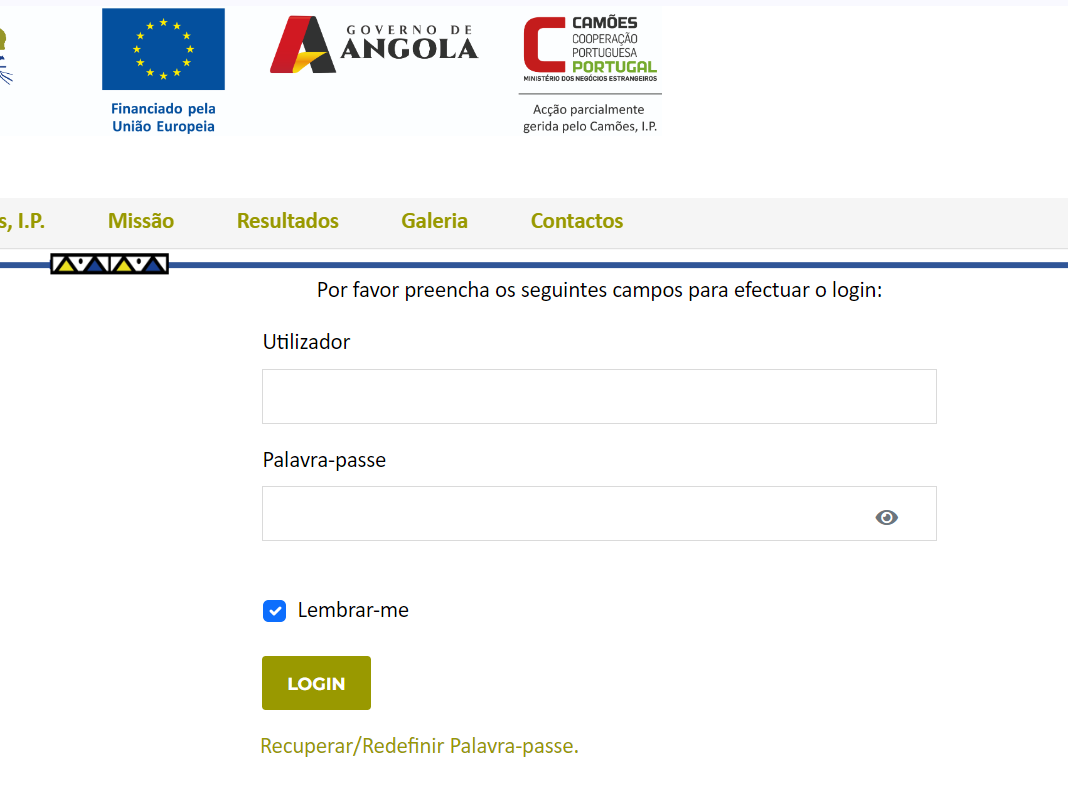 Financiado pela
União Europeia
GOVERNO DE
ANGOLA
CAMÕES
COOPERAÇÃO
PORTUGUESA
PORTUGAL
MINISTÉRIO DOS NEGÓCIOS ESTRANGEIROS
Acção parcialmente
gerida pelo Camões, I.P.
s, I.P. Missão Resultados Galeria Contactos
Por favor preencha os seguintes campos para efectuar o login:
Utilizador
Palavra-passe
Lembrar-me
LOGIN
Recuperar/Redefinir Palavra-passe.